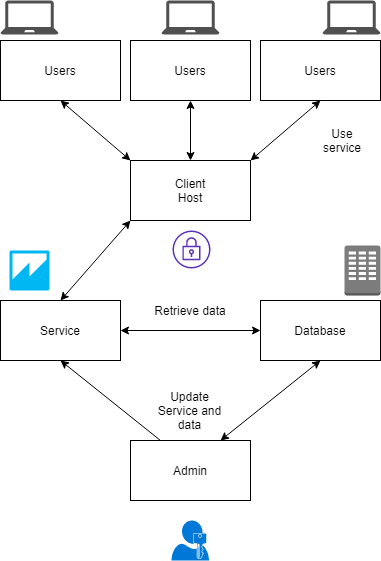 Users
Users
Users
Use
service
Client
Host
Retrieve data
Service
Database
Update
Service and
data
Admin